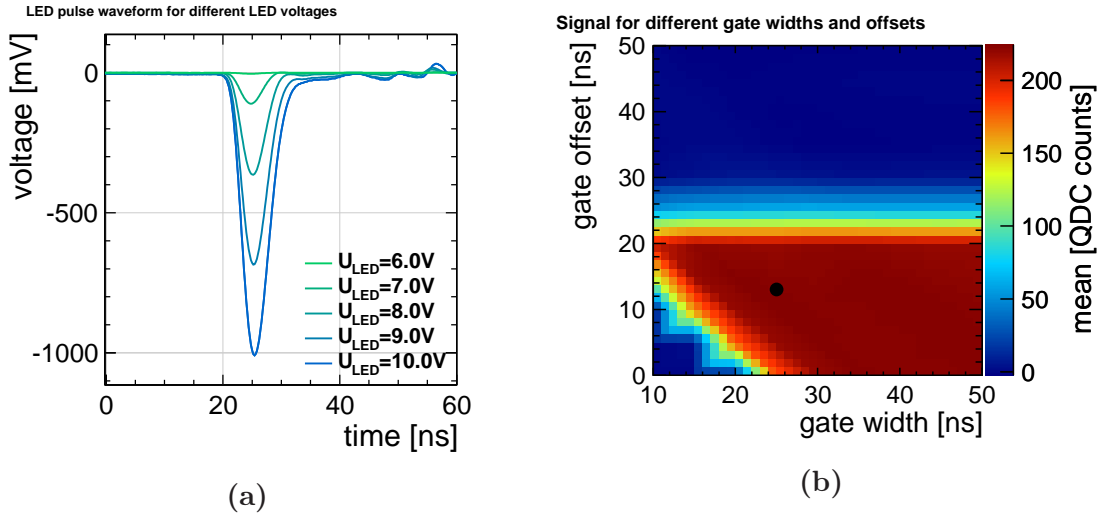 LED pulse waveform for different LED voltages
voltage [mV]
0
-500
-1000
U_LED=6.0V
U_LED=7.0V
U_LED=8.0V
U_LED=9.0V
U_LED=10.0V
0 20 40 60
time [ns]
(a)
Signal for different gate widths and offsets
gate offset [ns]
50
40
30
20
10
0
10 20 30 40 50
gate width [ns]
200
150
100
50
0
mean [QDC counts]
(b)